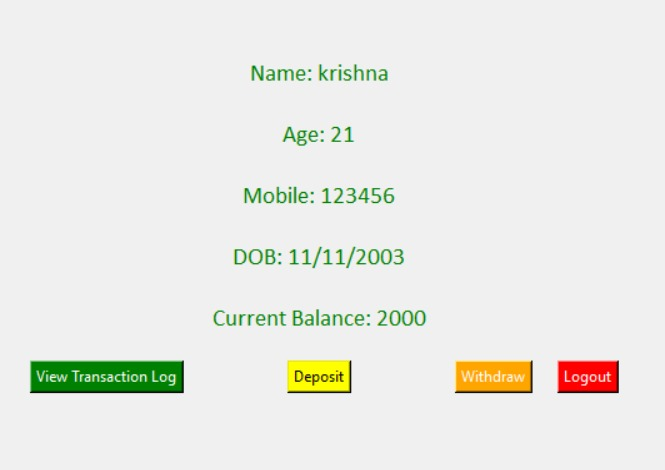 Name: krishna
Age: 21
Mobile: 123456
DOB: 11/11/2003
Current Balance: 2000
View Transaction Log Deposit Withdraw Logout